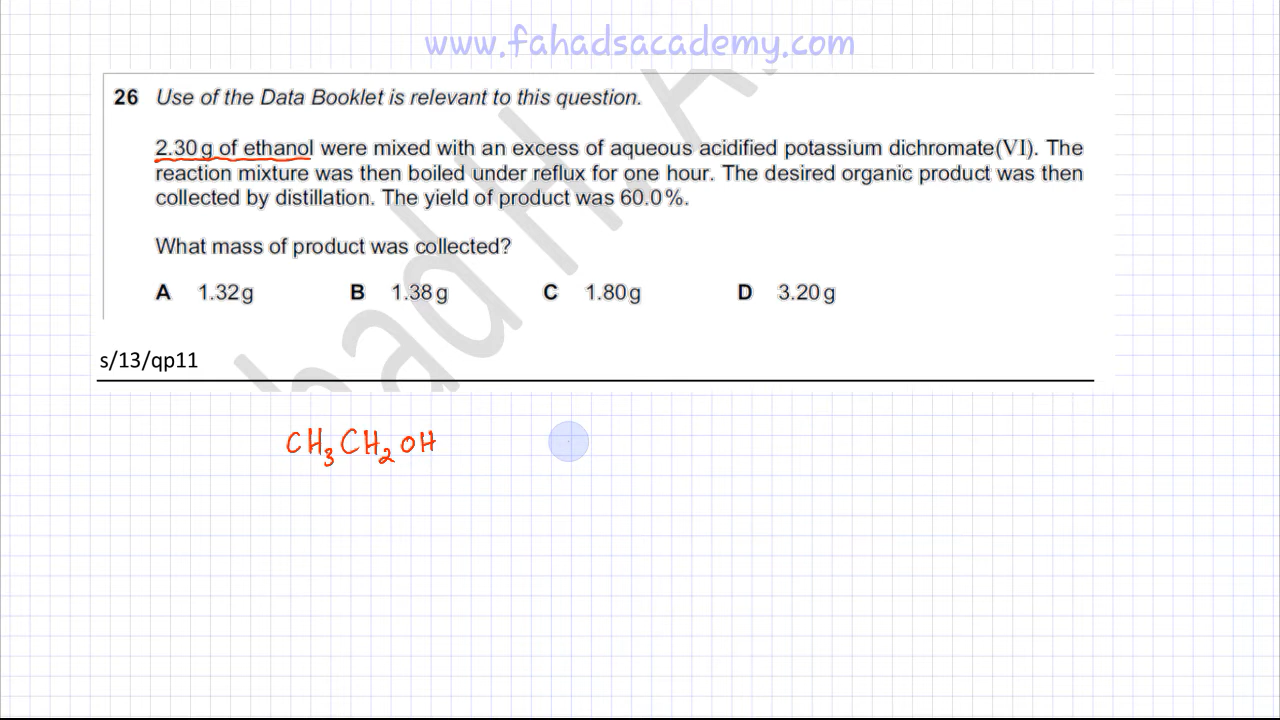 www.fahadsacademy.com
26 Use of the Data Booklet is relevant to this question.
2.30 g of ethanol were mixed with an excess of aqueous acidified potassium dichromate(VI). The
reaction mixture was then boiled under reflux for one hour. The desired organic product was then
collected by distillation. The yield of product was 60.0 %.
What mass of product was collected?
A 1.32 g B 1.38 g C 1.80 g D 3.20 g
s/13/qp11
CH₃CH₂OH